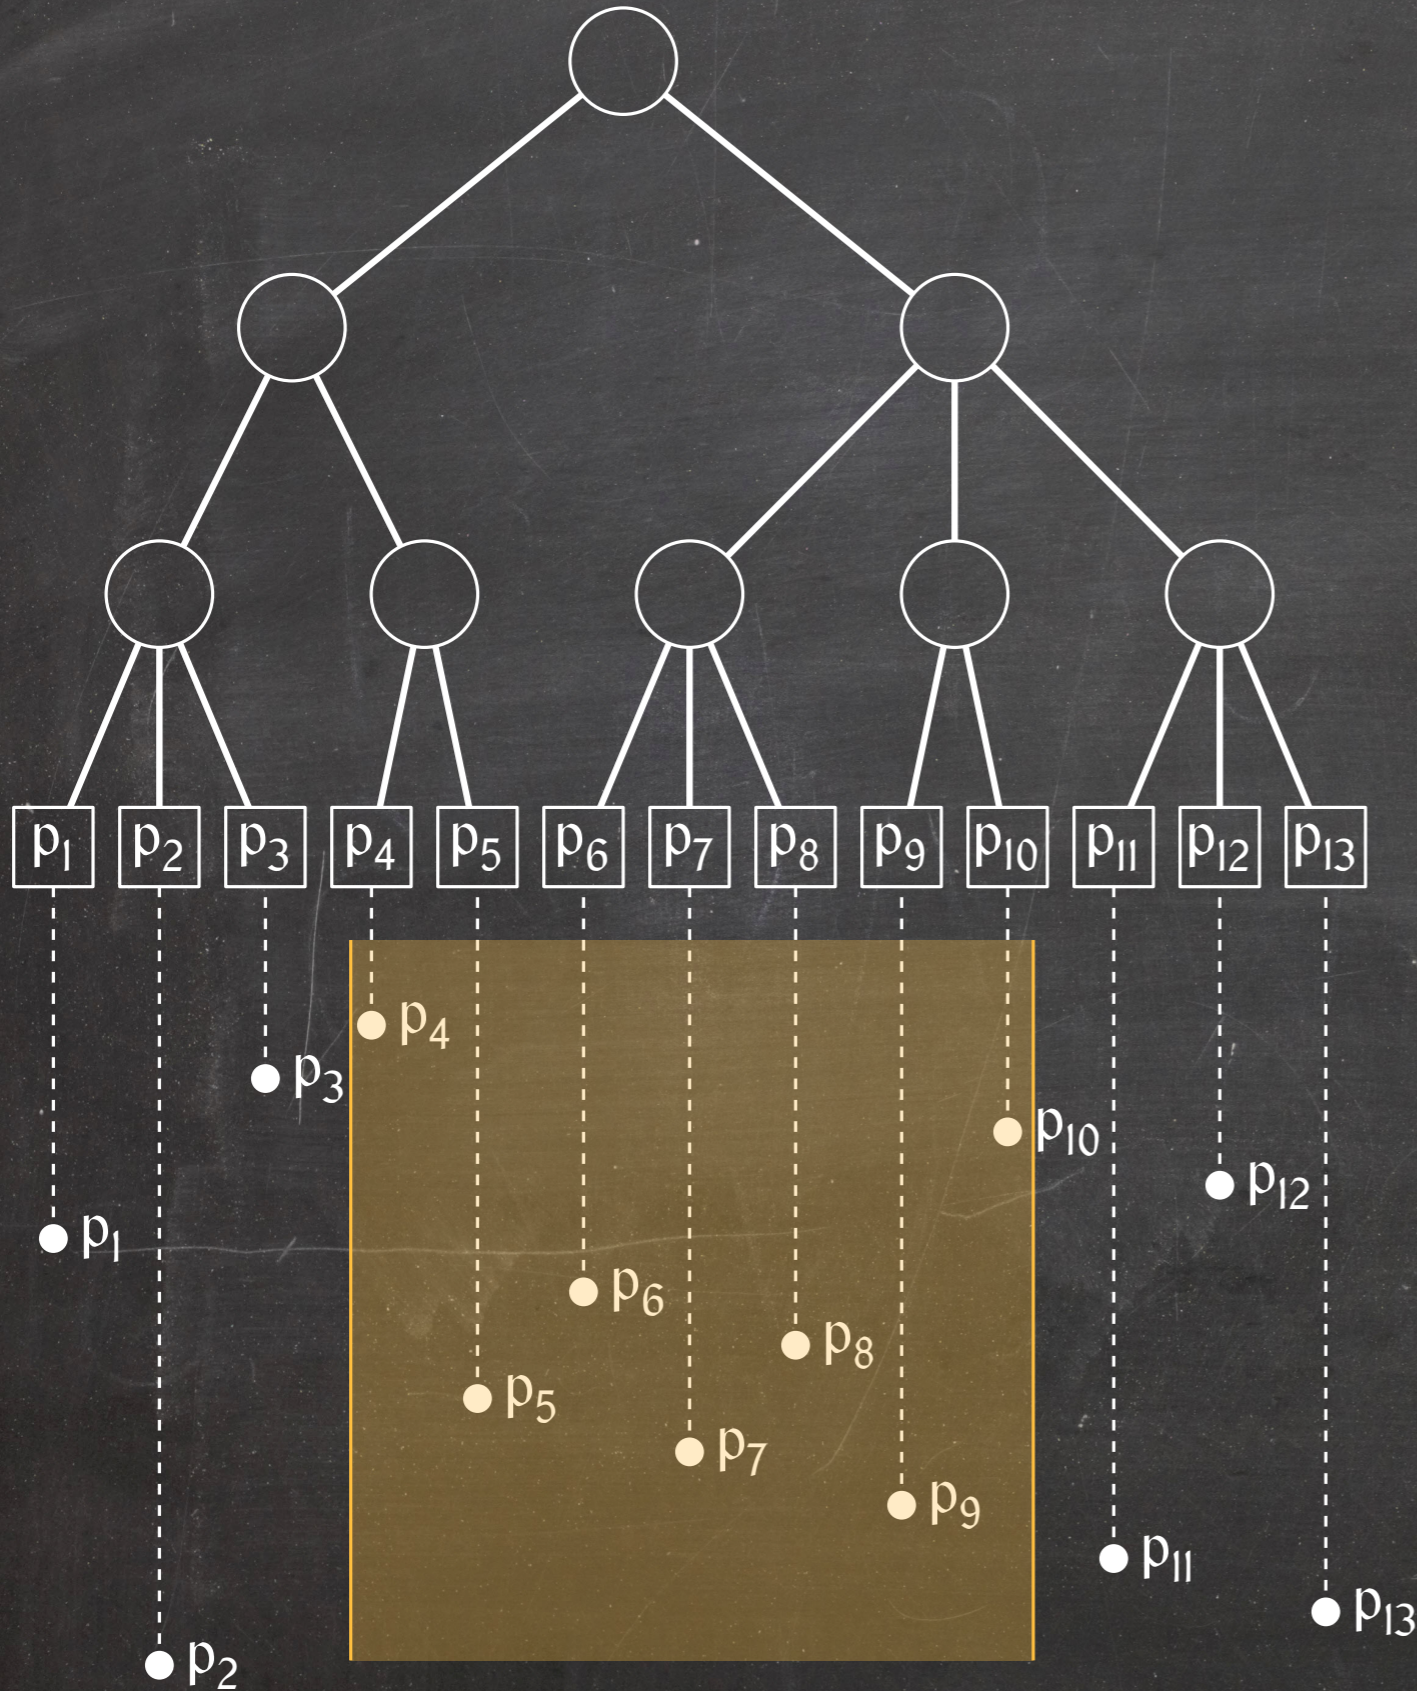 p₁ p₂ p₃ p₄ p₅ p₆ p₇ p₈ p₉ p₁₀ p₁₁ p₁₂ p₁₃
p₄
p₃
p₁₀
p₁₂
p₁
p₆
p₈
p₅
p₇
p₉
p₁₁
p₁₃
p₂